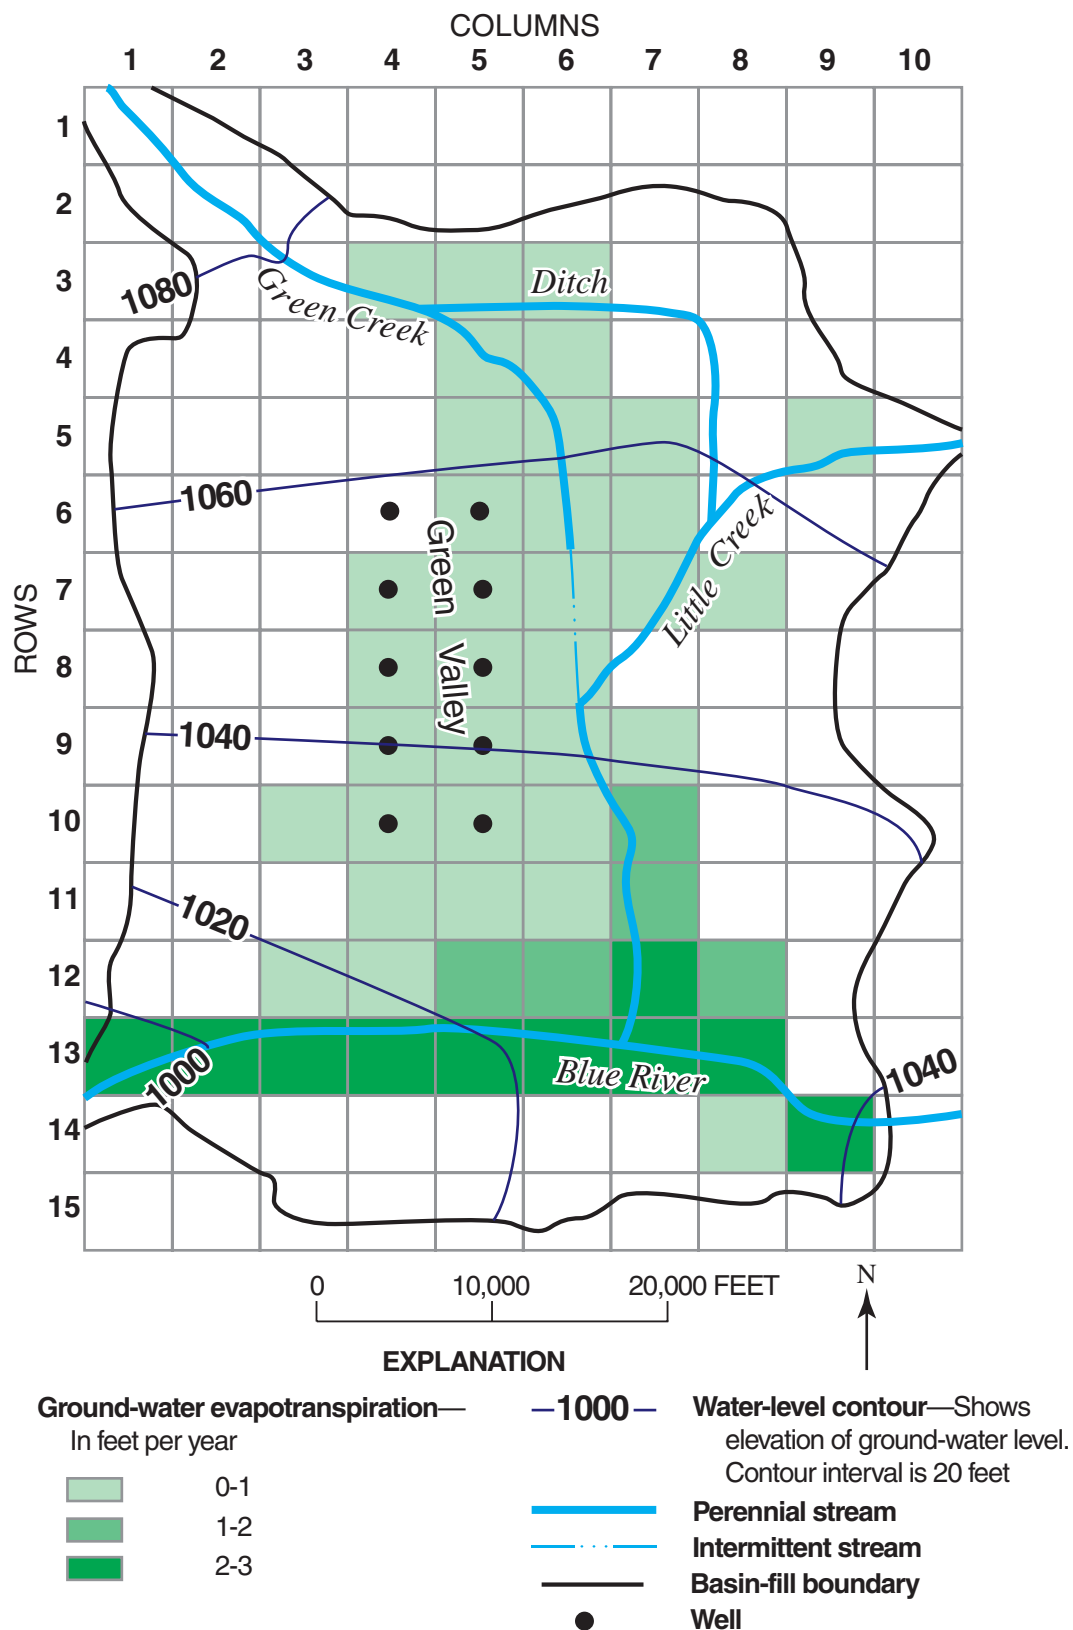 COLUMNS
1 2 3 4 5 6 7 8 9 10
ROWS
1
2
3
4
5
6
7
8
9
10
11
12
13
14
15
1080
Green Creek
Ditch
1060
Green
Valley
Little Creek
1040
1020
1000
Blue River
1040
0 10,000 20,000 FEET
N
EXPLANATION
Ground-water evapotranspiration—
In feet per year
0-1
1-2
2-3
1000
Water-level contour—Shows
elevation of ground-water level.
Contour interval is 20 feet
Perennial stream
Intermittent stream
Basin-fill boundary
Well